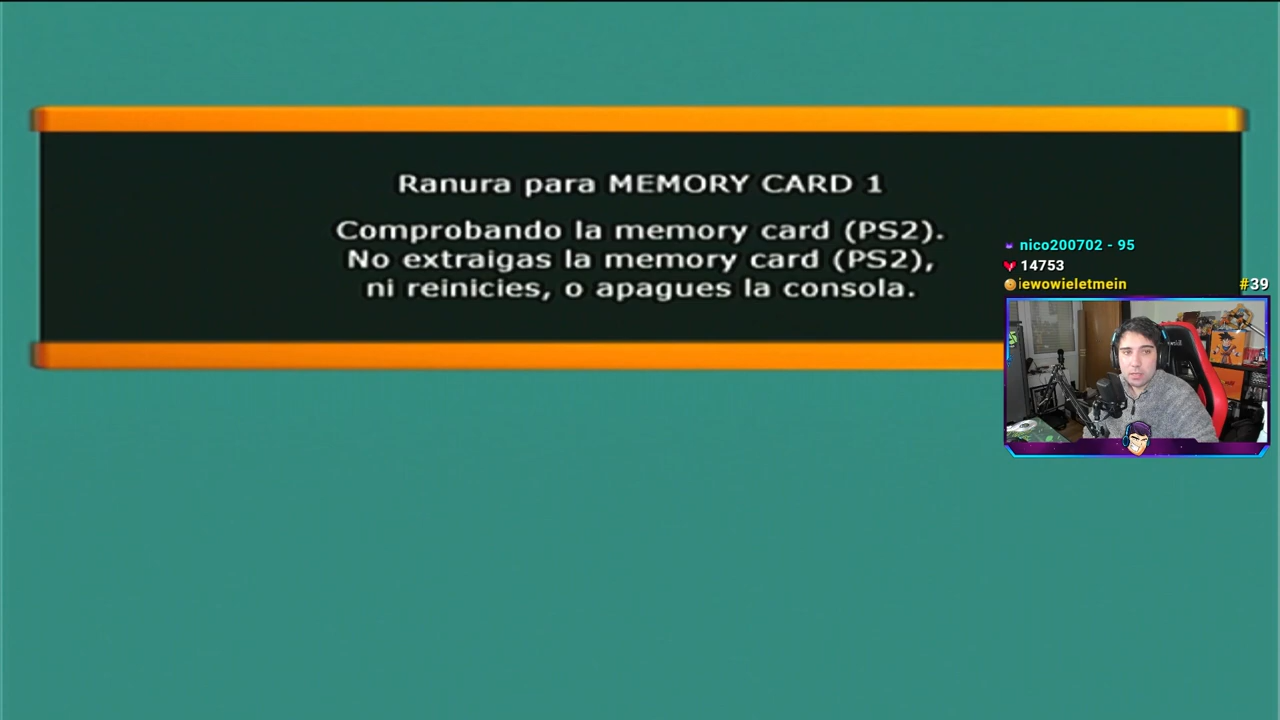 Ranura para MEMORY CARD 1
Comprobando la memory card (PS2).
No extraigas la memory card (PS2),
ni reinicies, o apagues la consola.
nico200702 - 95
14753
iewowieletmein
#39